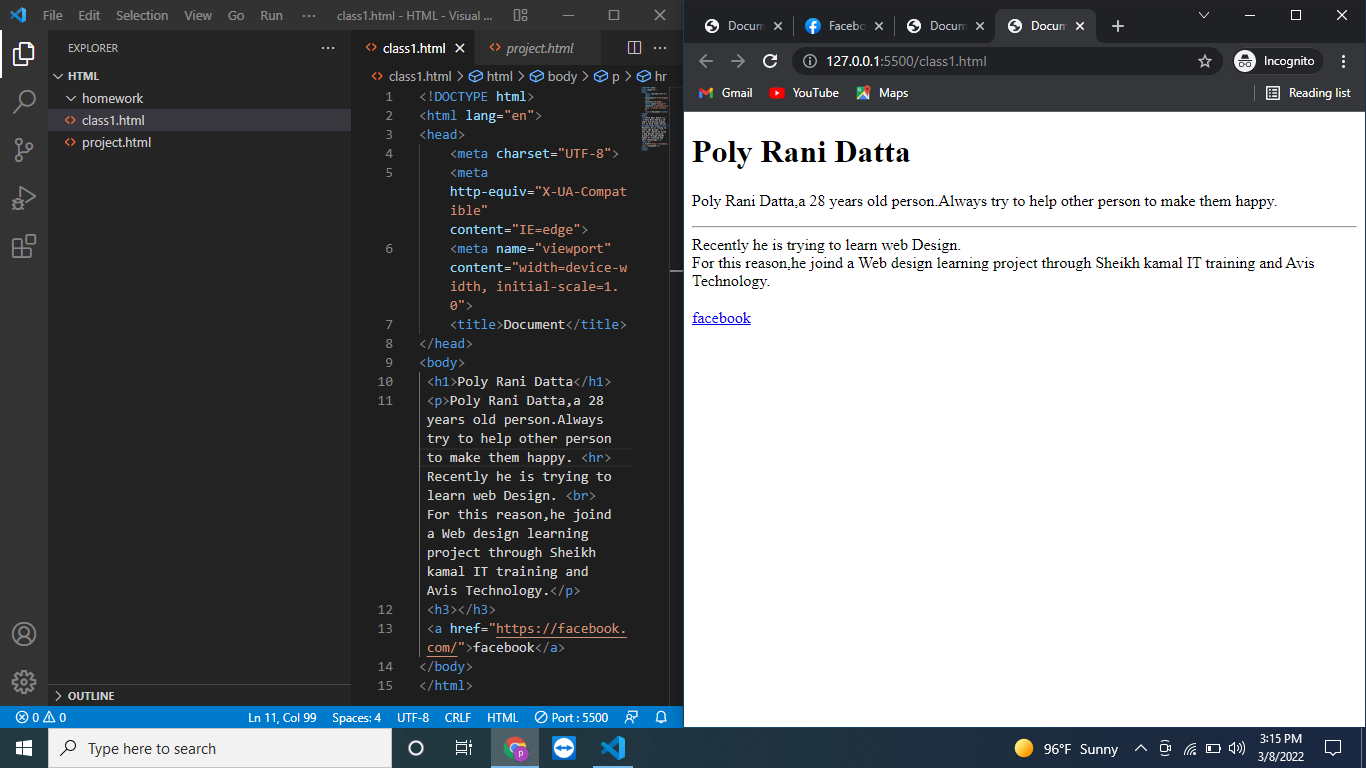 File Edit Selection View Go Run ··· class1.html - HTML - Visual ...
EXPLORER ···
HTML
homework
class1.html
project.html
OUTLINE
class1.html project.html ···
class1.html > html > body > p > hr
1 <!DOCTYPE html>
2 <html lang="en">
3 <head>
4 <meta charset="UTF-8">
5 <meta
http-equiv="X-UA-Compat
ible"
content="IE=edge">
6 <meta name="viewport"
content="width=device-w
idth, initial-scale=1.
0">
7 <title>Document</title>
8 </head>
9 <body>
10 <h1>Poly Rani Datta</h1>
11 <p>Poly Rani Datta,a 28
years old person.Always
try to help other person
to make them happy. <hr>
Recently he is trying to
learn web Design. <br>
For this reason,he joind
a Web design learning
project through Sheikh
kamal IT training and
Avis Technology.</p>
12 <h3></h3>
13 <a href="https://facebook.
com/">facebook</a>
14 </body>
15 </html>
0 0 Ln 11, Col 99 Spaces: 4 UTF-8 CRLF HTML Port : 5500
Docum Facebo Docum Docum
127.0.0.1:5500/class1.html Incognito
Gmail YouTube Maps Reading list
Poly Rani Datta
Poly Rani Datta,a 28 years old person.Always try to help other person to make them happy.
Recently he is trying to learn web Design.
For this reason,he joind a Web design learning project through Sheikh kamal IT training and Avis
Technology.
facebook
Type here to search p 96°F Sunny 3:15 PM
3/8/2022